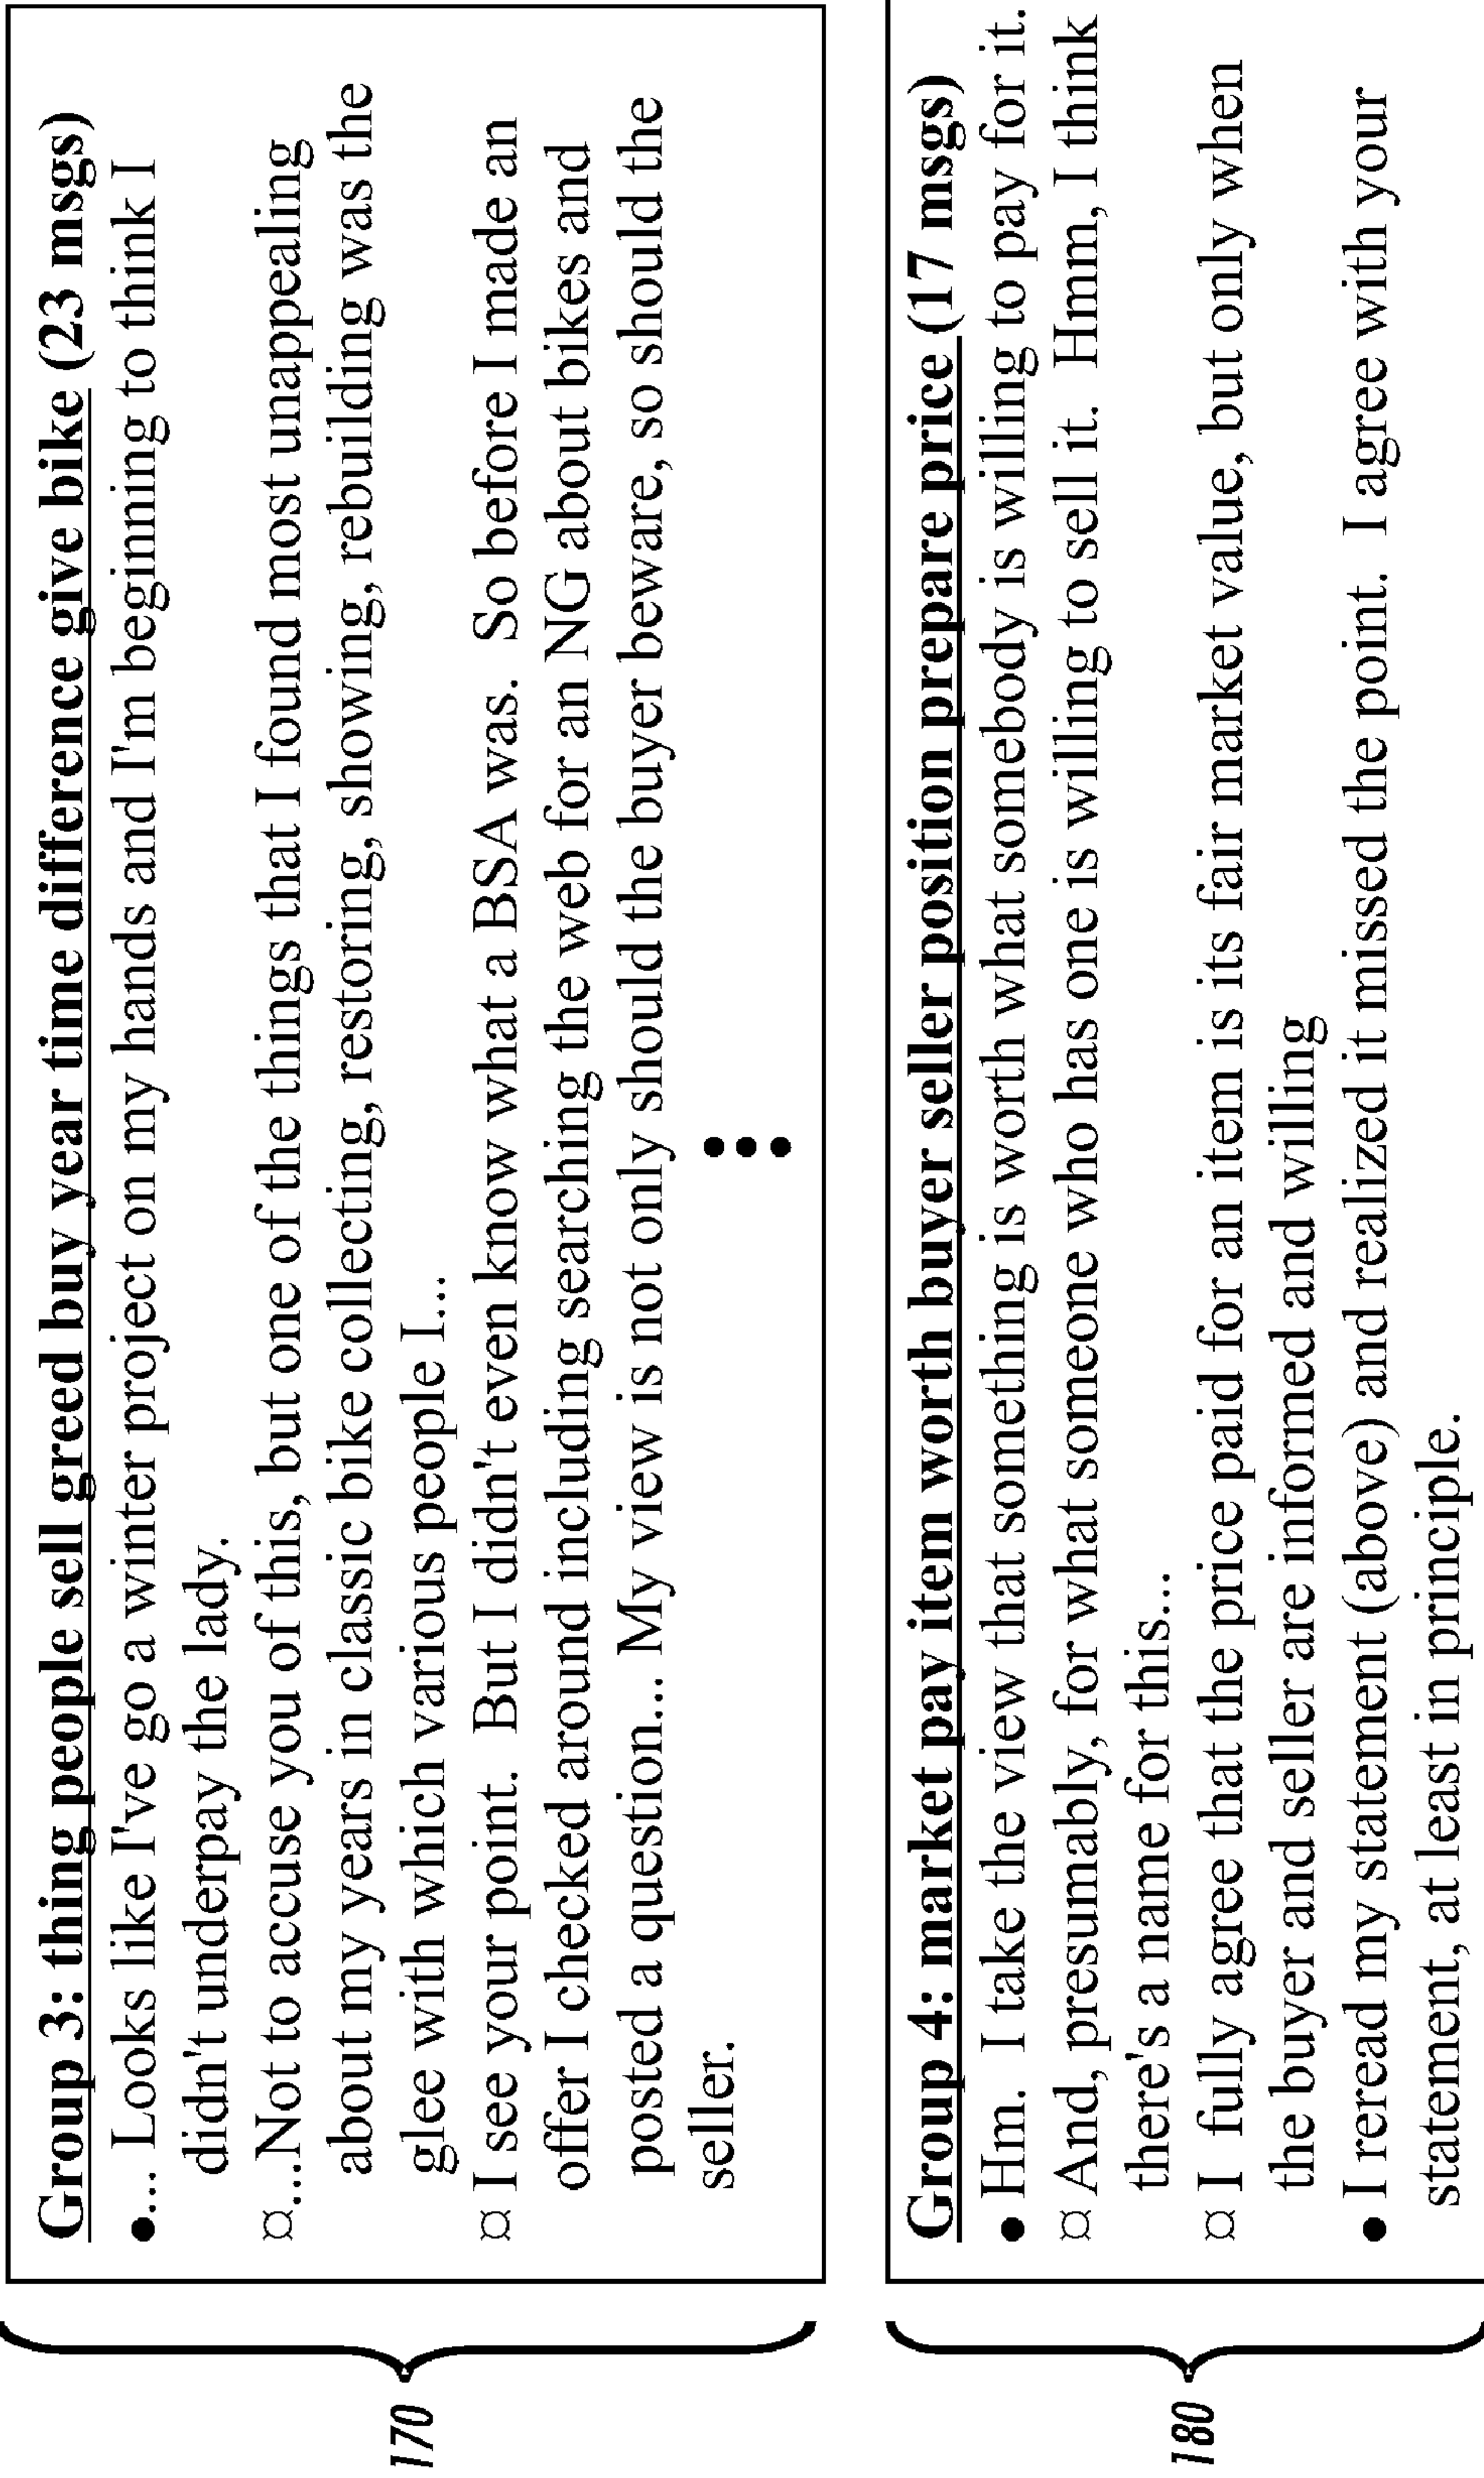 Group 3: thing people sell greed buy year time difference give bike (23 msgs)
●... Looks like I've go a winter project on my hands and I'm beginning to think I
didn't underpay the lady.
¤...Not to accuse you of this, but one of the things that I found most unappealing
about my years in classic bike collecting, restoring, showing, rebuilding was the
glee with which various people I...
¤ I see your point.  But I didn't even know what a BSA was.  So before I made an
offer I checked around including searching the web for an NG about bikes and
posted a question... My view is not only should the buyer beware, so should the
seller.
170
Group 4: market pay item worth buyer seller position prepare price (17 msgs)
● Hm.  I take the view that something is worth what somebody is willing to pay for it.
¤ And, presumably, for what someone who has one is willing to sell it.  Hmm, I think
there's a name for this...
¤ I  fully agree that the price paid for an item is its fair market value, but only when
the buyer and seller are informed and willing
● I reread my statement (above) and realized it missed the point.  I agree with your
statement, at least in principle.
180